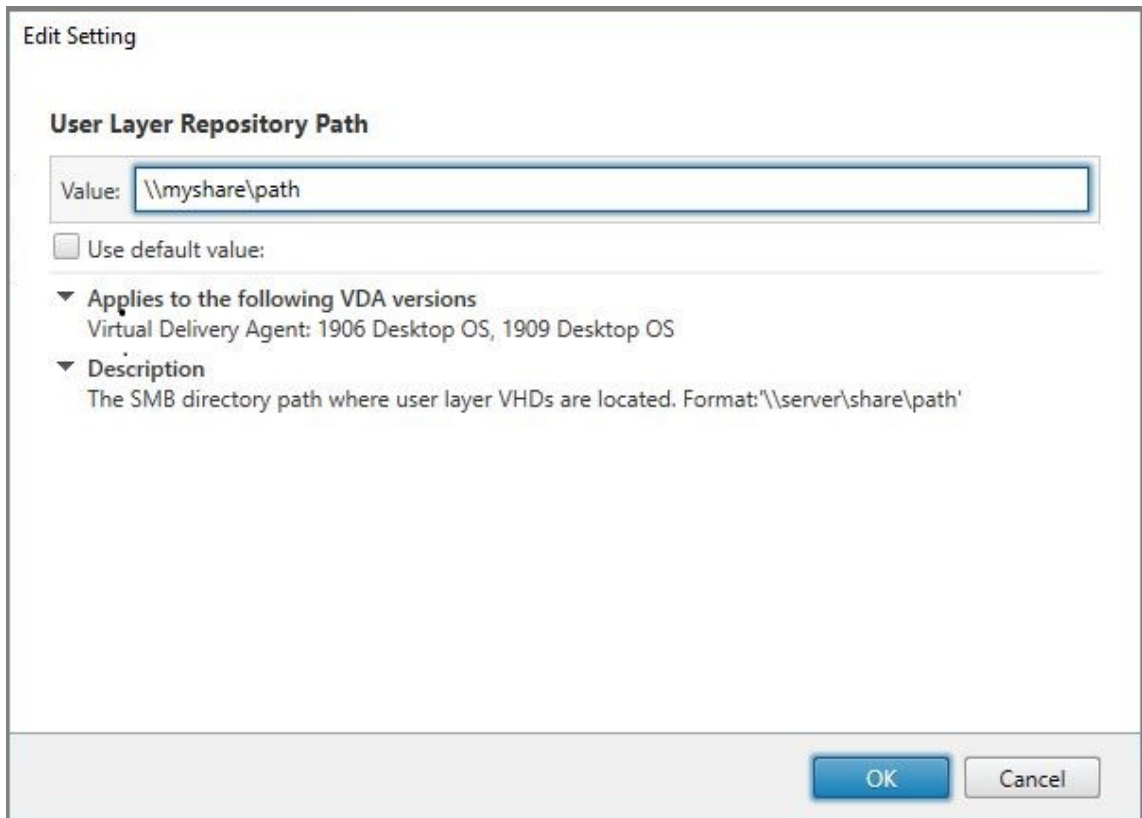 Edit Setting
User Layer Repository Path
Value: \\myshare\path
Use default value:
Applies to the following VDA versions
Virtual Delivery Agent: 1906 Desktop OS, 1909 Desktop OS
Description
The SMB directory path where user layer VHDs are located. Format:'\\server\share\path'
OK Cancel